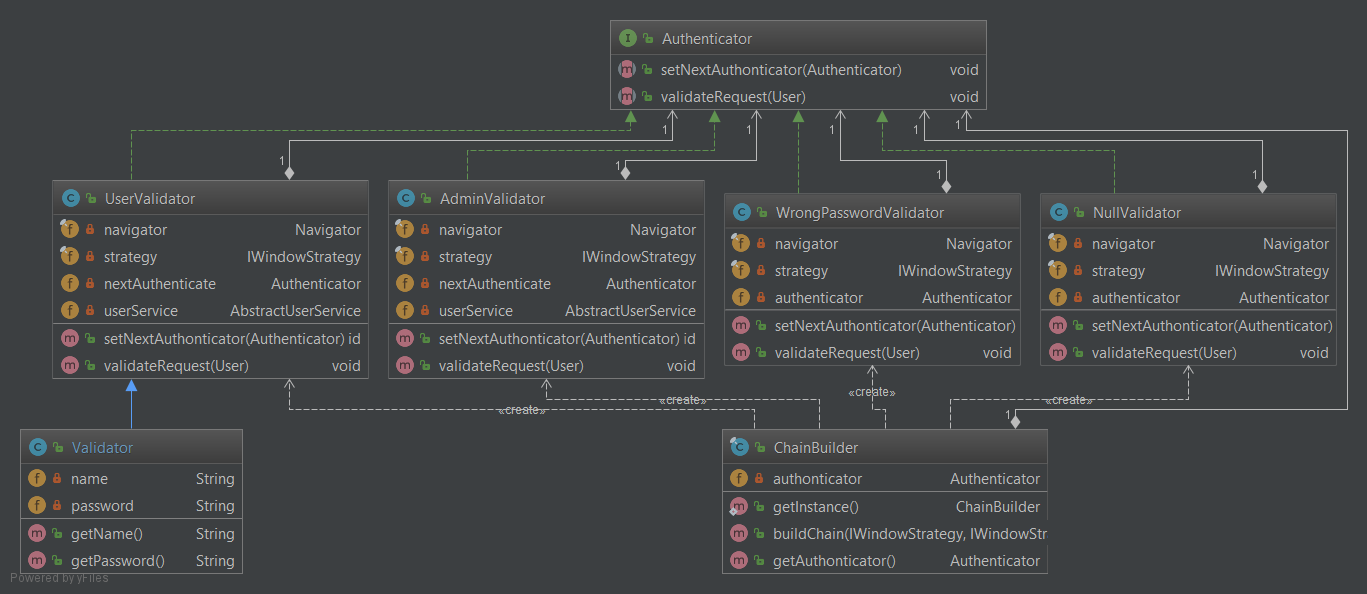 I Authenticator
m setNextAuthonticator(Authenticator) void
m validateRequest(User) void
1 1 1 1 1
1 1 1 1
C UserValidator
f navigator Navigator
f strategy IWindowStrategy
f nextAuthenticate Authenticator
f userService AbstractUserService
m setNextAuthonticator(Authenticator) id
m validateRequest(User) void
C AdminValidator
f navigator Navigator
f strategy IWindowStrategy
f nextAuthenticate Authenticator
f userService AbstractUserService
m setNextAuthonticator(Authenticator) id
m validateRequest(User) void
C WrongPasswordValidator
f navigator Navigator
f strategy IWindowStrategy
f authenticator Authenticator
m setNextAuthonticator(Authenticator)
m validateRequest(User) void
C NullValidator
f navigator Navigator
f strategy IWindowStrategy
f authenticator Authenticator
m setNextAuthonticator(Authenticator)
m validateRequest(User) void
«create»
«create»
«create»
«create»
1
C Validator
f name String
f password String
m getName() String
m getPassword() String
C ChainBuilder
f authonticator Authenticator
m getInstance() ChainBuilder
m buildChain(IWindowStrategy, IWindowStr
m getAuthonticator() Authenticator
Powered by yFiles